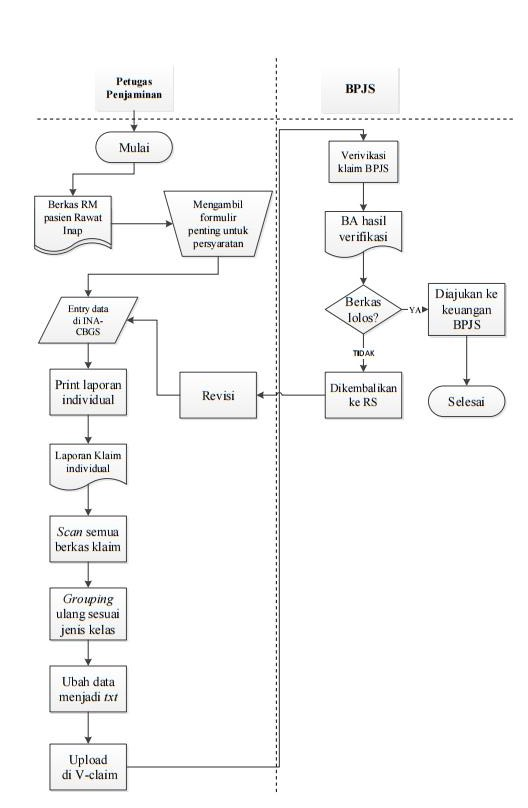 Petugas
Penjaminan
BPJS
Mulai
Berkas RM
pasien Rawat
Inap
Mengambil
formulir
penting untuk
persyaratan
Entry data
di INA-
CBGS
Print laporan
individual
Laporan Klaim
individual
Scan semua
berkas klaim
Grouping
ulang sesuai
jenis kelas
Ubah data
menjadi txt
Upload
di V-claim
Verivikasi
klaim BPJS
BA hasil
verifikasi
Berkas
lolos?
YA
Diajukan ke
keuangan
BPJS
Selesai
TIDAK
Dikembalikan
ke RS
Revisi